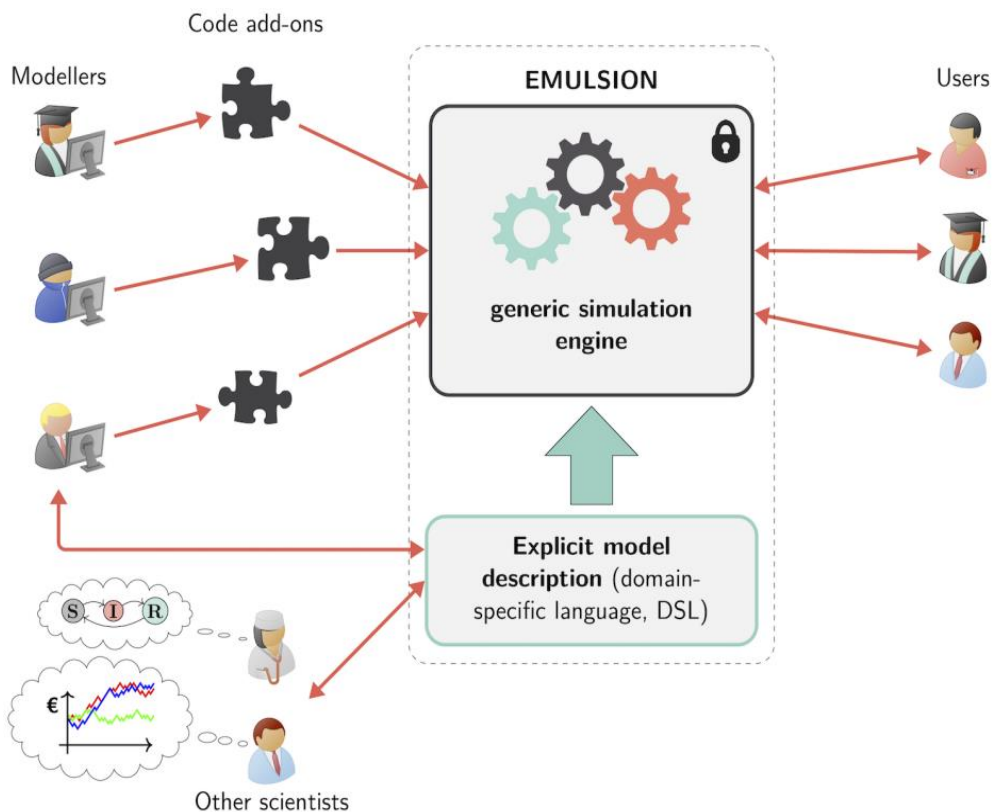 Code add-ons
Modellers
EMULSION
Users
generic simulation
engine
Explicit model
description (domain-
specific language, DSL)
S I R
€
Other scientists